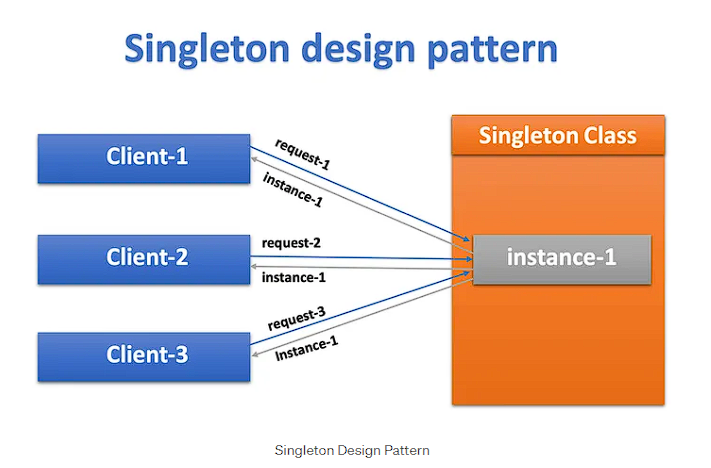 Singleton design pattern
Singleton Class
Client-1
request-1
instance-1
Client-2
request-2
instance-1
instance-1
Client-3
request-3
Instance-1
Singleton Design Pattern